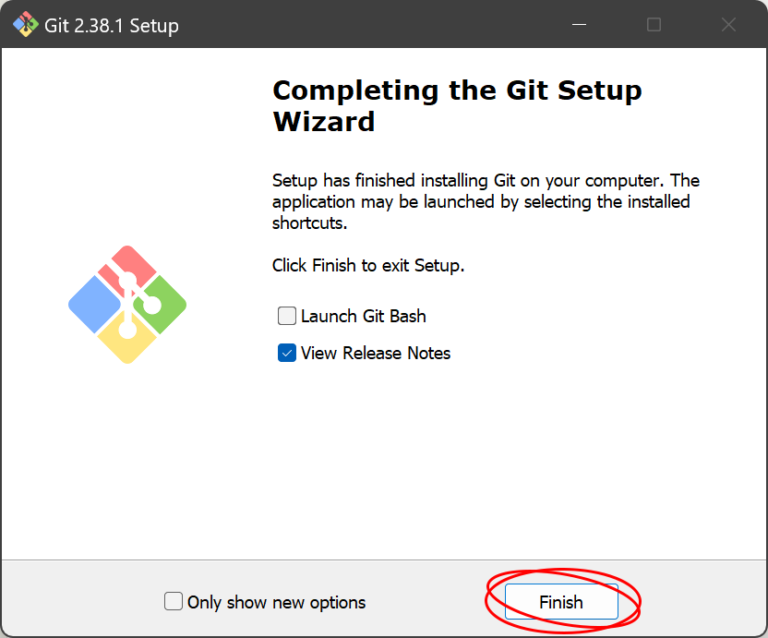 Git 2.38.1 Setup
Completing the Git Setup
Wizard
Setup has finished installing Git on your computer. The
application may be launched by selecting the installed
shortcuts.
Click Finish to exit Setup.
Launch Git Bash
View Release Notes
Only show new options
Finish